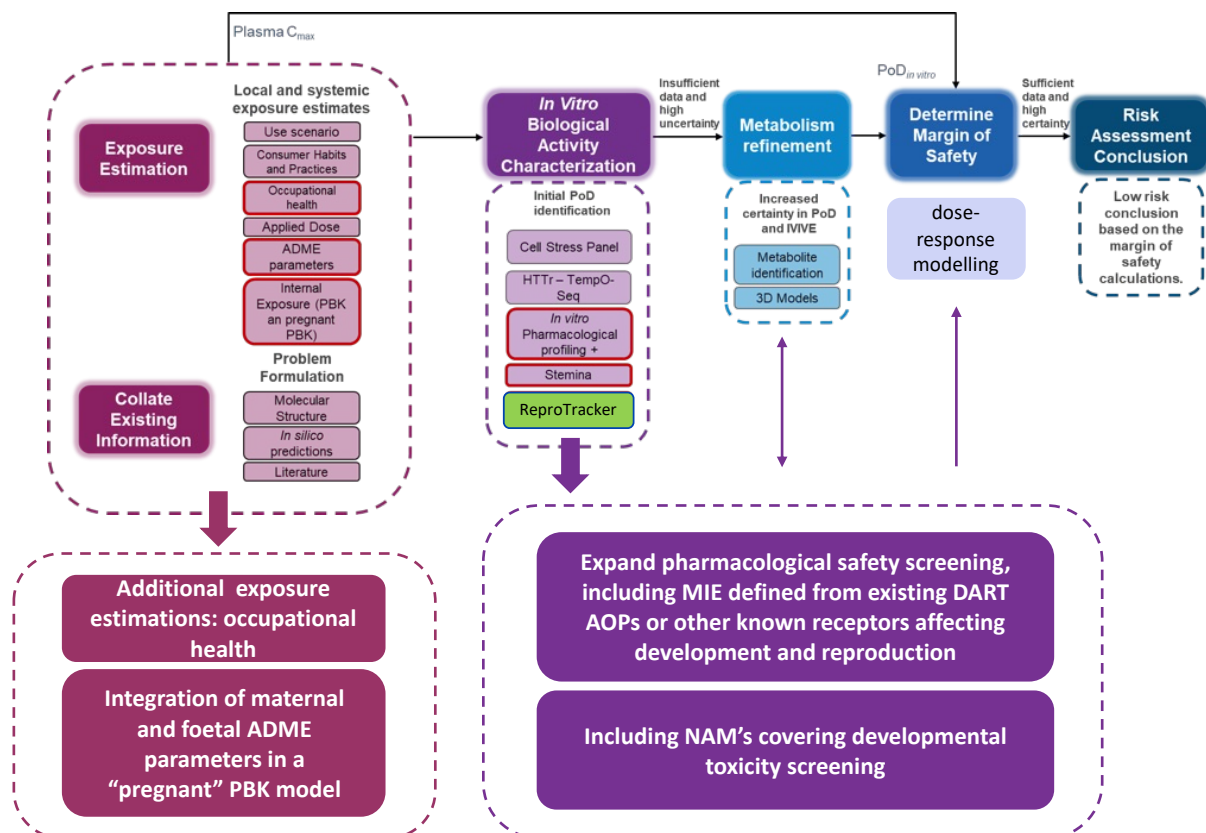 Plasma Cmax
PoDin vitro
Local and systemic
exposure estimates
Exposure
Estimation
Use scenario
Consumer Habits
and Practices
Occupational
health
Applied Dose
ADME
parameters
Internal
Exposure (PBK
an pregnant
PBK)
Problem
Formulation
Collate
Existing
Information
Molecular
Structure
In silico
predictions
Literature
In Vitro
Biological
Activity
Characterization
Initial PoD
identification
Cell Stress Panel
HTTr – TempO-
Seq
In vitro
Pharmacological
profiling +
Stemina
ReproTracker
Insufficient
data and
high
uncertainty
Metabolism
refinement
Increased
certainty in PoD
and IVIVE
Metabolite
identification
3D Models
Determine
Margin of
Safety
dose-
response
modelling
Sufficient
data and
high
certainty
Risk
Assessment
Conclusion
Low risk
conclusion
based on the
margin of
safety
calculations.
Additional exposure
estimations: occupational
health
Integration of maternal
and foetal ADME
parameters in a
“pregnant” PBK model
Expand pharmacological safety screening,
including MIE defined from existing DART
AOPs or other known receptors affecting
development and reproduction
Including NAM’s covering developmental
toxicity screening